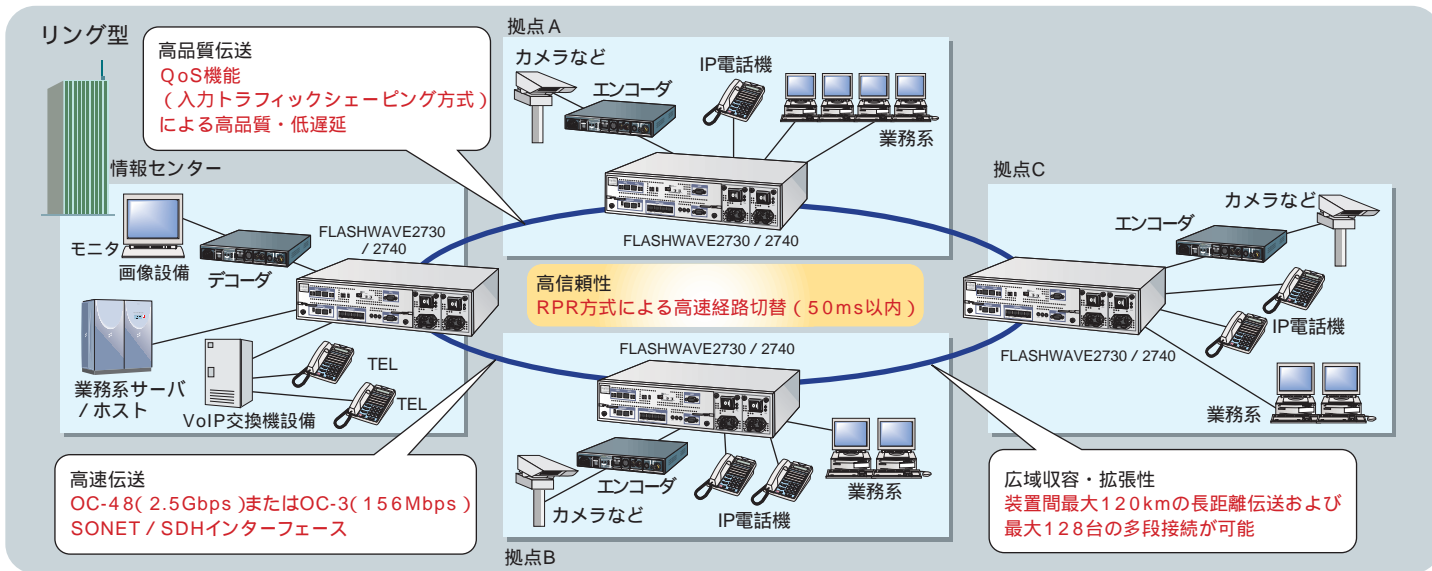 リング型
高品質伝送
QoS機能
(入力トラフィックシェーピング方式)
による高品質・低遅延
拠点A
カメラなど
エンコーダ
IP電話機
業務系
FLASHWAVE2730 / 2740
情報センター
モニタ
画像設備
デコーダ
FLASHWAVE2730
/ 2740
業務系サーバ
/ ホスト
VoIP交換機設備
TEL
TEL
高信頼性
RPR方式による高速経路切替(50ms以内)
拠点C
カメラなど
エンコーダ
IP電話機
FLASHWAVE2730 / 2740
業務系
FLASHWAVE2730 / 2740
エンコーダ
カメラなど
IP電話機
業務系
拠点B
高速伝送
OC-48(2.5Gbps)またはOC-3(156Mbps)
SONET / SDHインターフェース
広域収容・拡張性
装置間最大120kmの長距離伝送および
最大128台の多段接続が可能